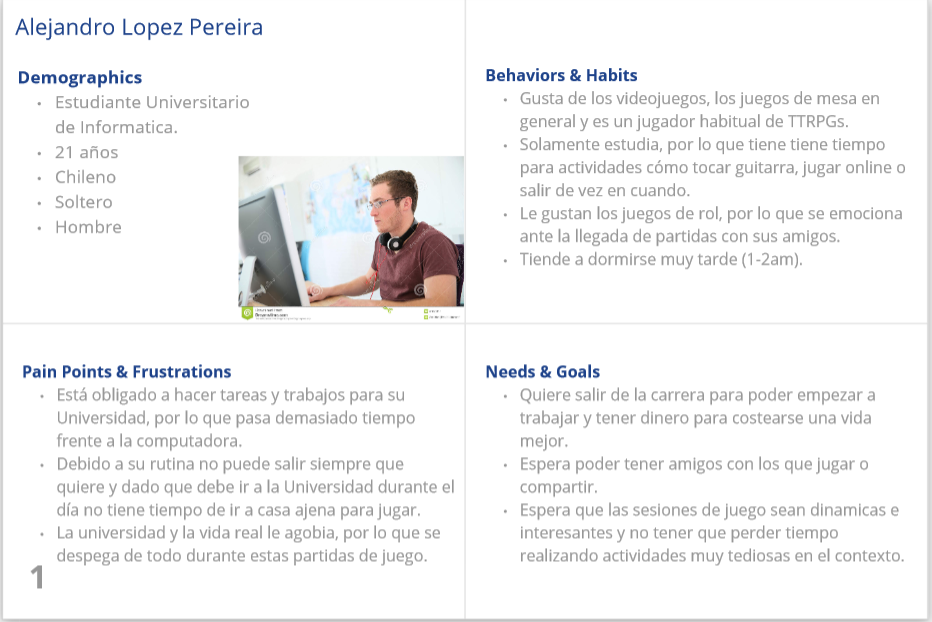 Alejandro Lopez Pereira
Demographics
• Estudiante Universitario
de Informatica.
• 21 años
• Chileno
• Soltero
• Hombre
Behaviors & Habits
• Gusta de los videojuegos, los juegos de mesa en
general y es un jugador habitual de TTRPGs.
• Solamente estudia, por lo que tiene tiene tiempo
para actividades cómo tocar guitarra, jugar online o
salir de vez en cuando.
• Le gustan los juegos de rol, por lo que se emociona
ante la llegada de partidas con sus amigos.
• Tiende a dormirse muy tarde (1-2am).
Pain Points & Frustrations
• Está obligado a hacer tareas y trabajos para su
Universidad, por lo que pasa demasiado tiempo
frente a la computadora.
• Debido a su rutina no puede salir siempre que
quiere y dado que debe ir a la Universidad durante el
día no tiene tiempo de ir a casa ajena para jugar.
• La universidad y la vida real le agobia, por lo que se
despega de todo durante estas partidas de juego.
1
Needs & Goals
• Quiere salir de la carrera para poder empezar a
trabajar y tener dinero para costearse una vida
mejor.
• Espera poder tener amigos con los que jugar o
compartir.
• Espera que las sesiones de juego sean dinamicas e
interesantes y no tener que perder tiempo
realizando actividades muy tediosas en el contexto.